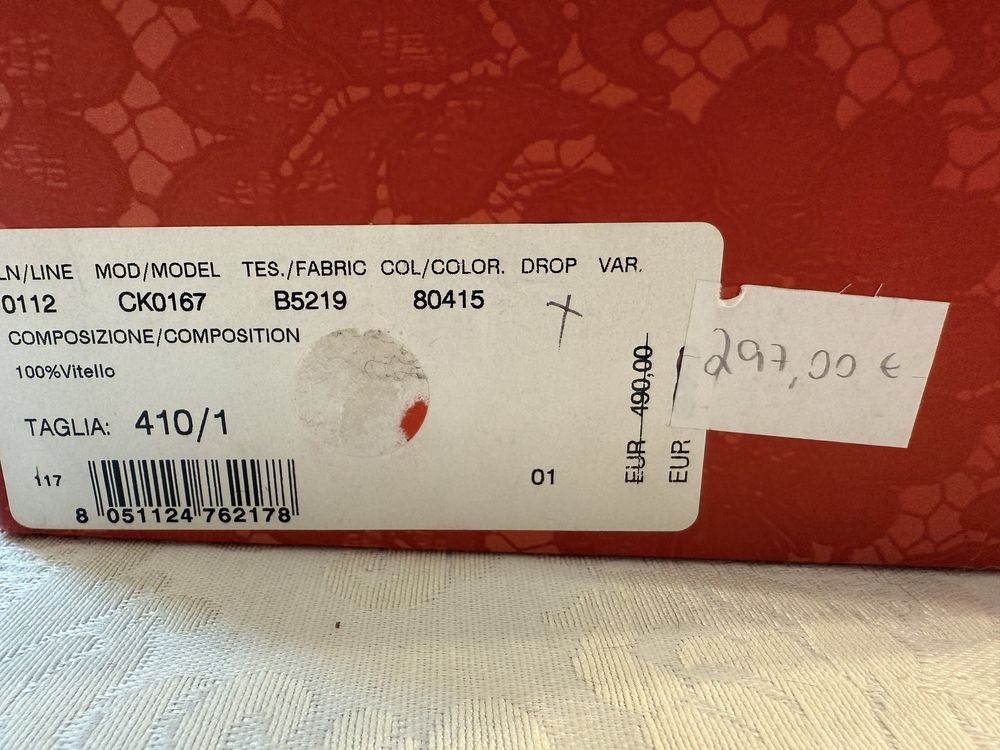 LN/LINE MOD/MODEL TES./FABRIC COL/COLOR. DROP VAR.
0112 CK0167 B5219 80415
COMPOSIZIONE/COMPOSITION
100%Vitello
TAGLIA: 410/1
117
01
8 051124 762178
EUR 490,00
EUR
297,00 €